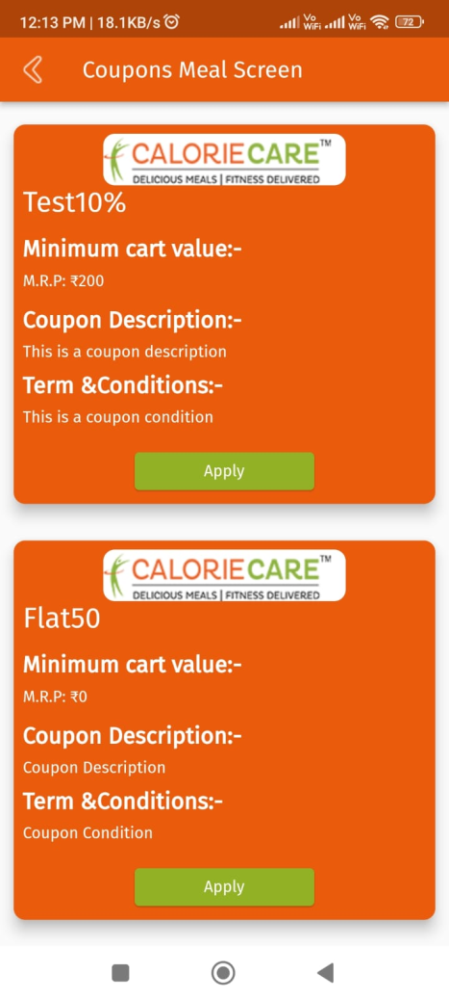 12:13 PM | 18.1KB/s
Vo WiFi Vo WiFi 72
Coupons Meal Screen
CALORIECARE™
DELICIOUS MEALS | FITNESS DELIVERED
Test10%
Minimum cart value:-
M.R.P: ₹200
Coupon Description:-
This is a coupon description
Term &Conditions:-
This is a coupon condition
Apply
CALORIECARE™
DELICIOUS MEALS | FITNESS DELIVERED
Flat50
Minimum cart value:-
M.R.P: ₹0
Coupon Description:-
Coupon Description
Term &Conditions:-
Coupon Condition
Apply